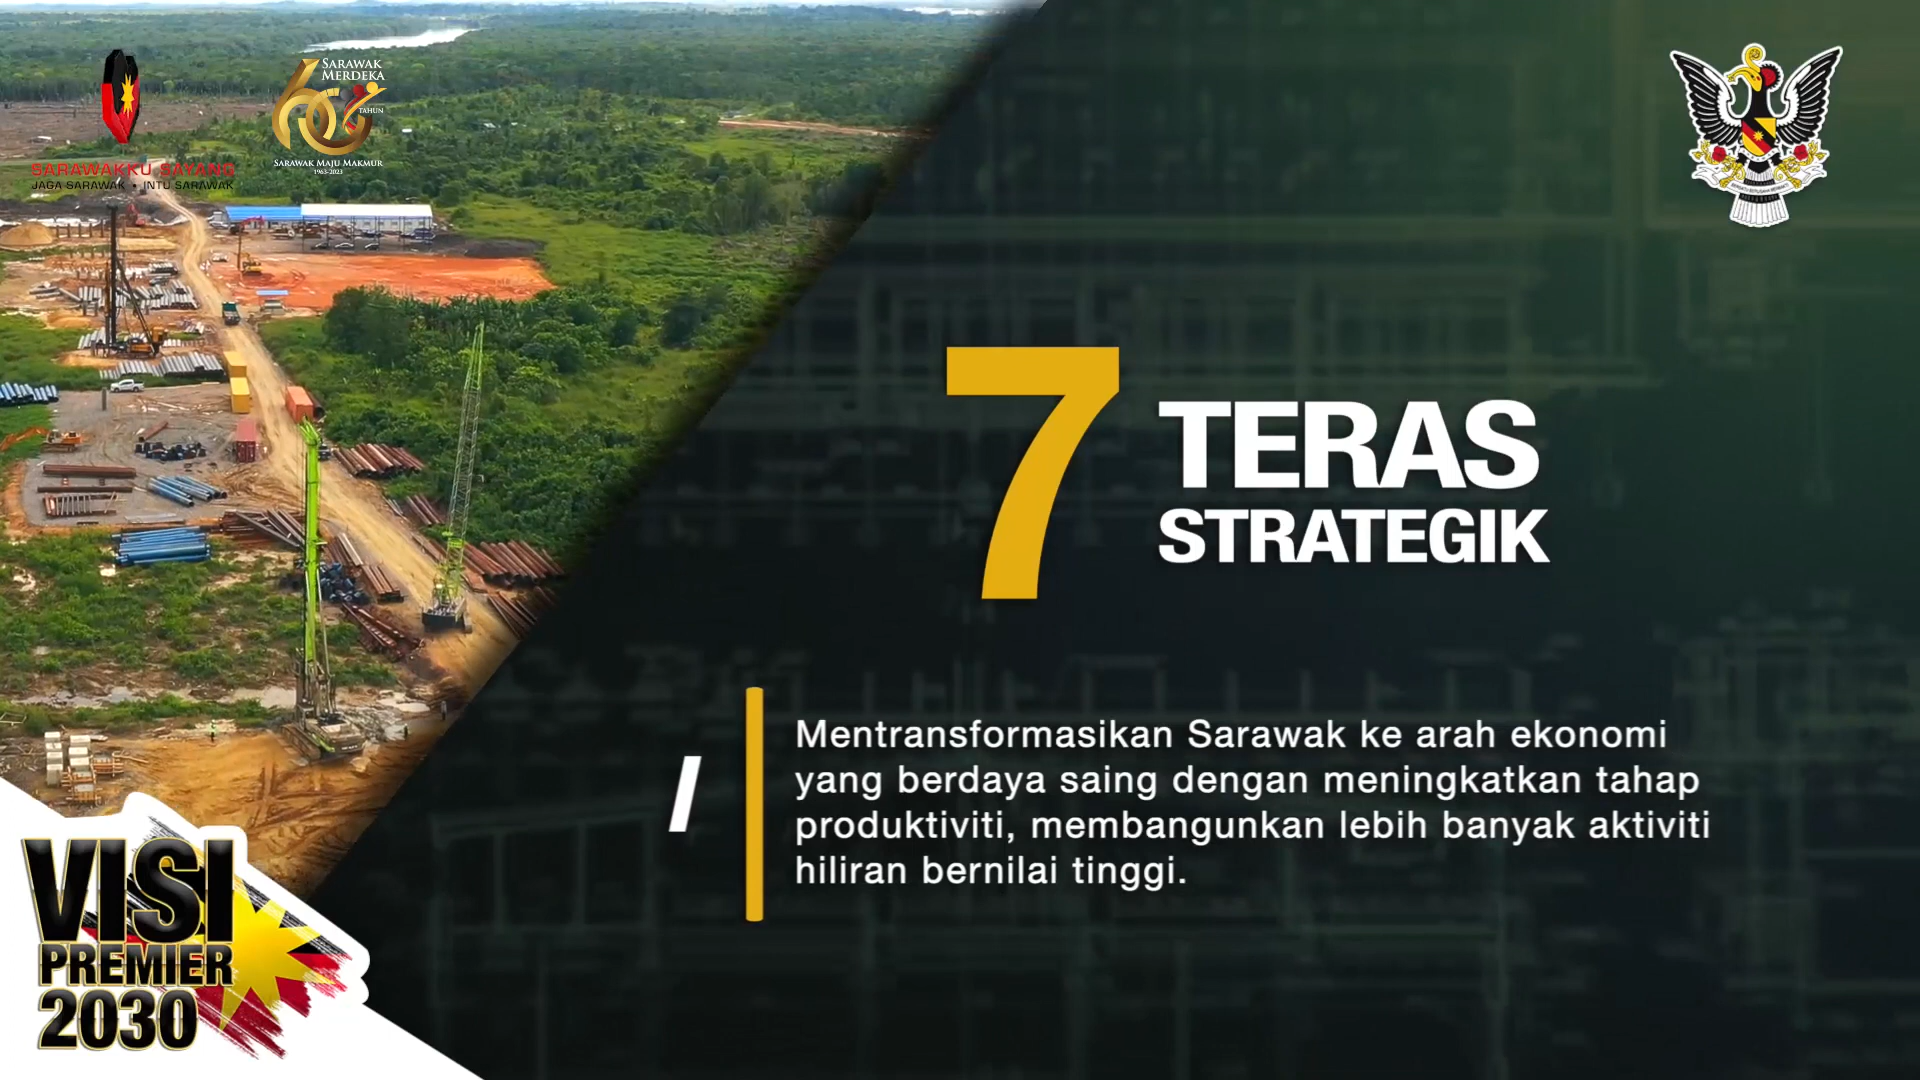 SARAWAKKU SAYANG
JAGA SARAWAK • INTU SARAWAK
SARAWAK
MERDEKA
60
TAHUN
SARAWAK MAJU MAKMUR
1963-2023
7
TERAS
STRATEGIK
1
Mentransformasikan Sarawak ke arah ekonomi
yang berdaya saing dengan meningkatkan tahap
produktiviti, membangunkan lebih banyak aktiviti
hiliran bernilai tinggi.
VISI
PREMIER
2030